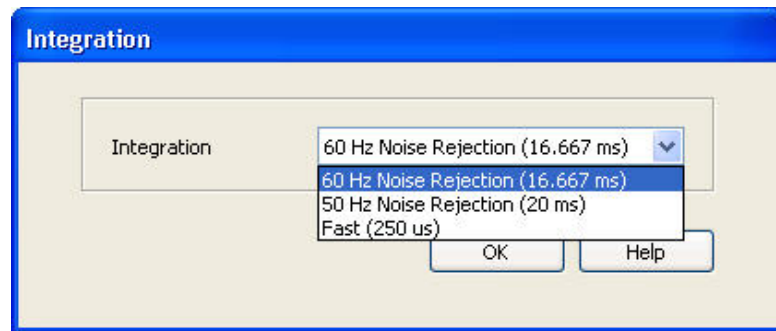 Integration
Integration 60 Hz Noise Rejection (16.667 ms)
60 Hz Noise Rejection (16.667 ms)
50 Hz Noise Rejection (20 ms)
Fast (250 us)
OK Help